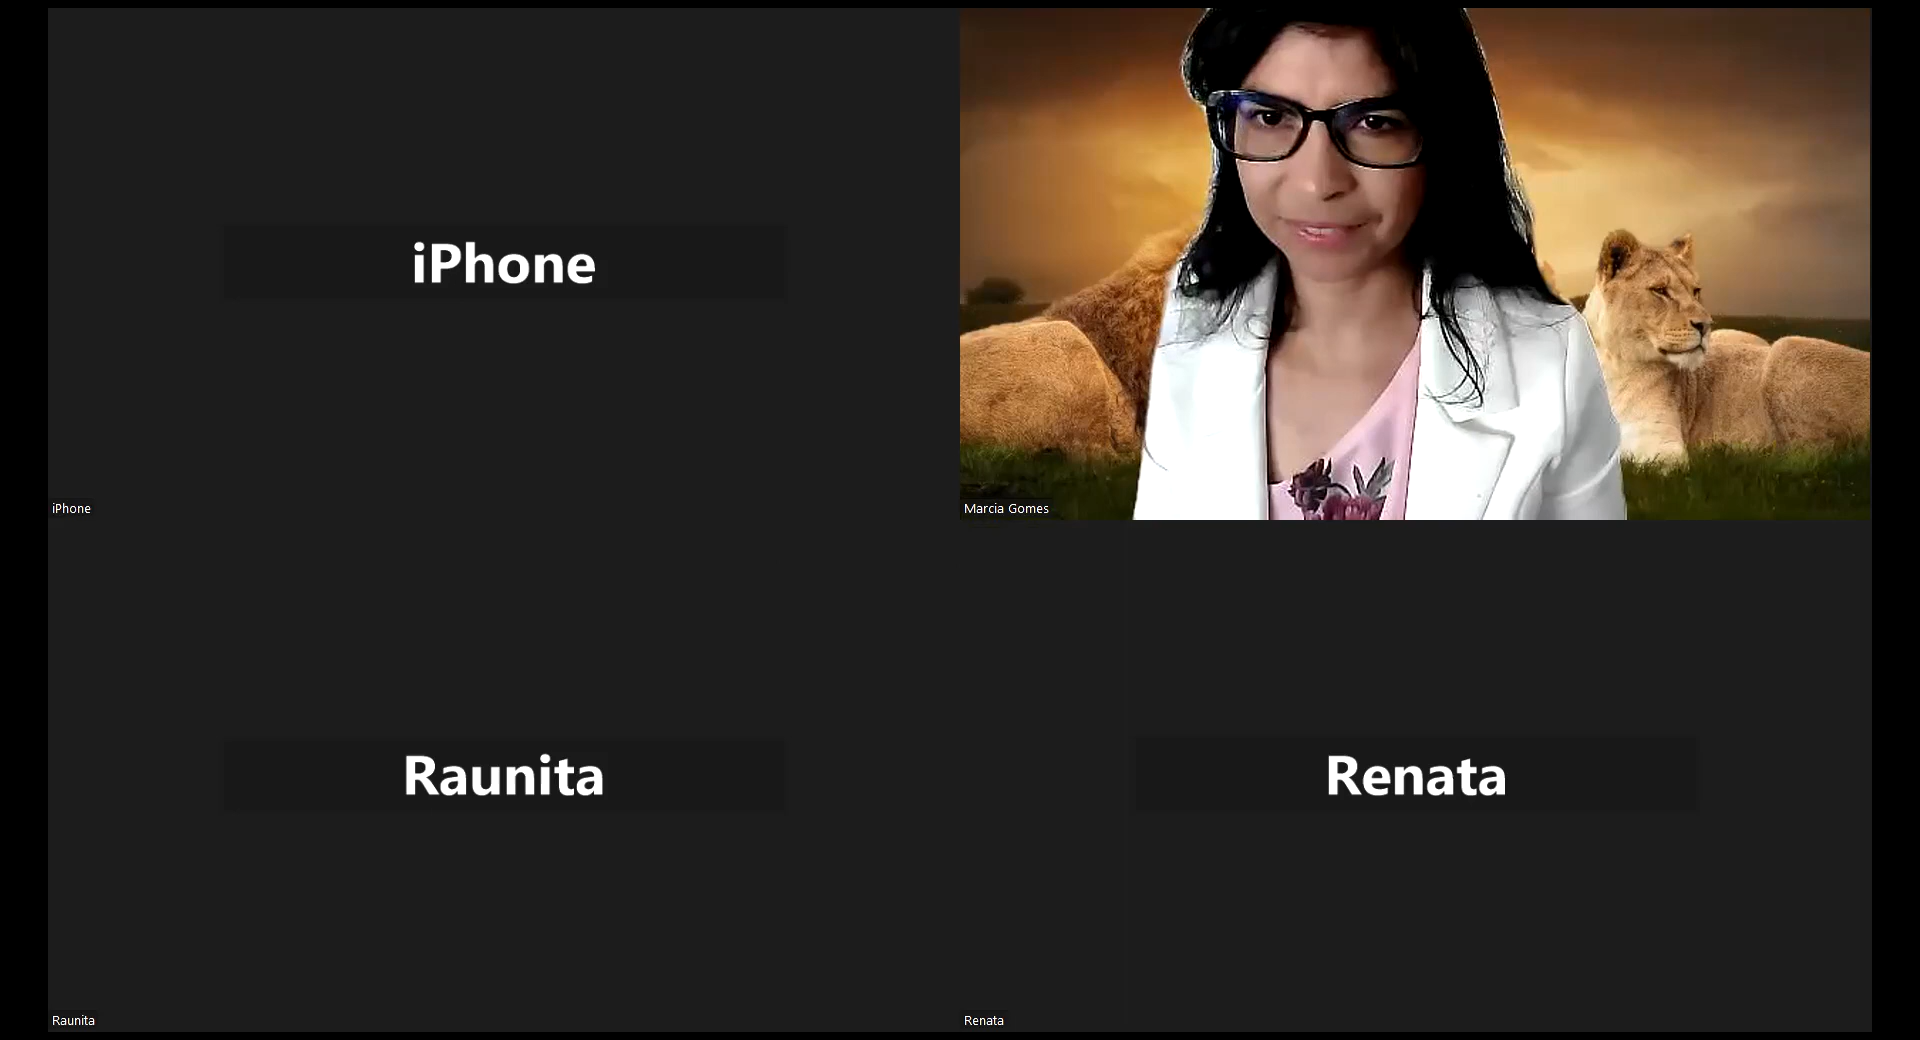 iPhone
iPhone
Marcia Gomes
Raunita
Renata
Raunita
Renata